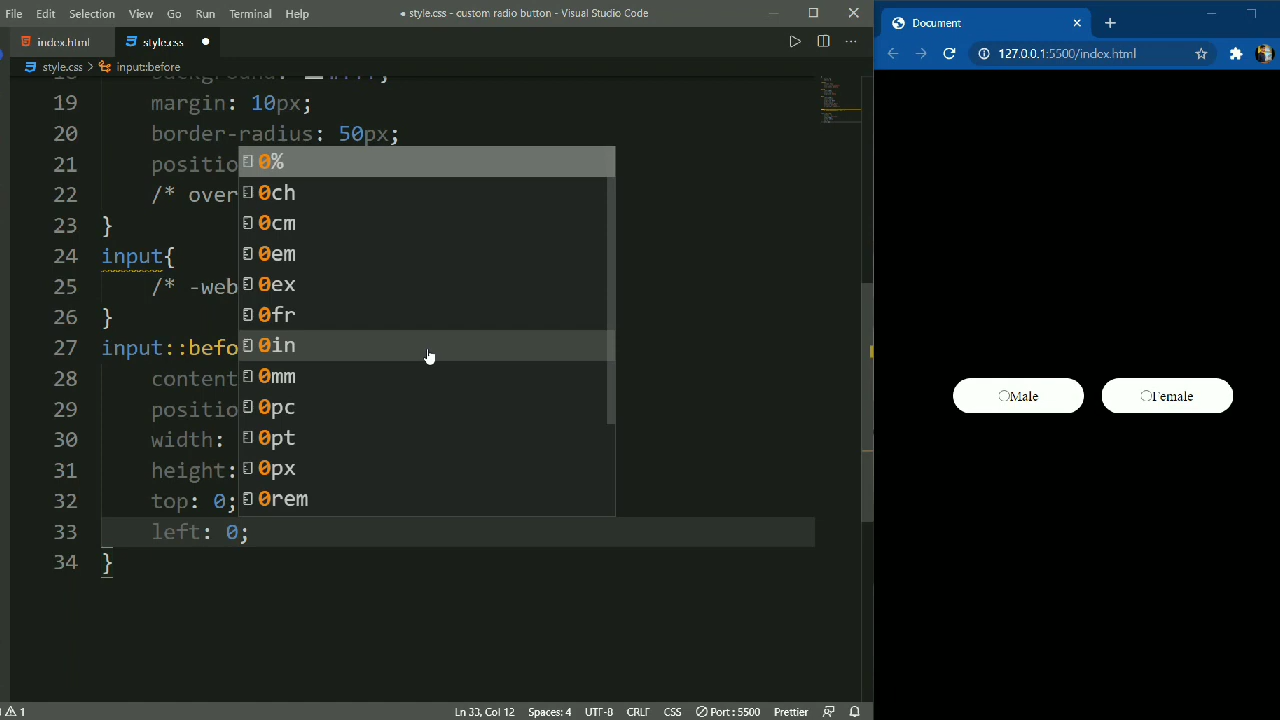 File Edit Selection View Go Run Terminal Help ● style.css - custom radio button - Visual Studio Code
index.html style.css ●
style.css > input::before
19 margin: 10px;
20 border-radius: 50px;
21 positio
22 /* over
23 }
24 input{
25 /* -web
26 }
27 input::befo
28 content
29 positio
30 width:
31 height:
32 top: 0;
33 left: 0;
34 }
0%
0ch
0cm
0em
0ex
0fr
0in
0mm
0pc
0pt
0px
0rem
1 Ln 33, Col 12 Spaces: 4 UTF-8 CRLF CSS Port : 5500 Prettier
Document
127.0.0.1:5500/index.html
Male Female